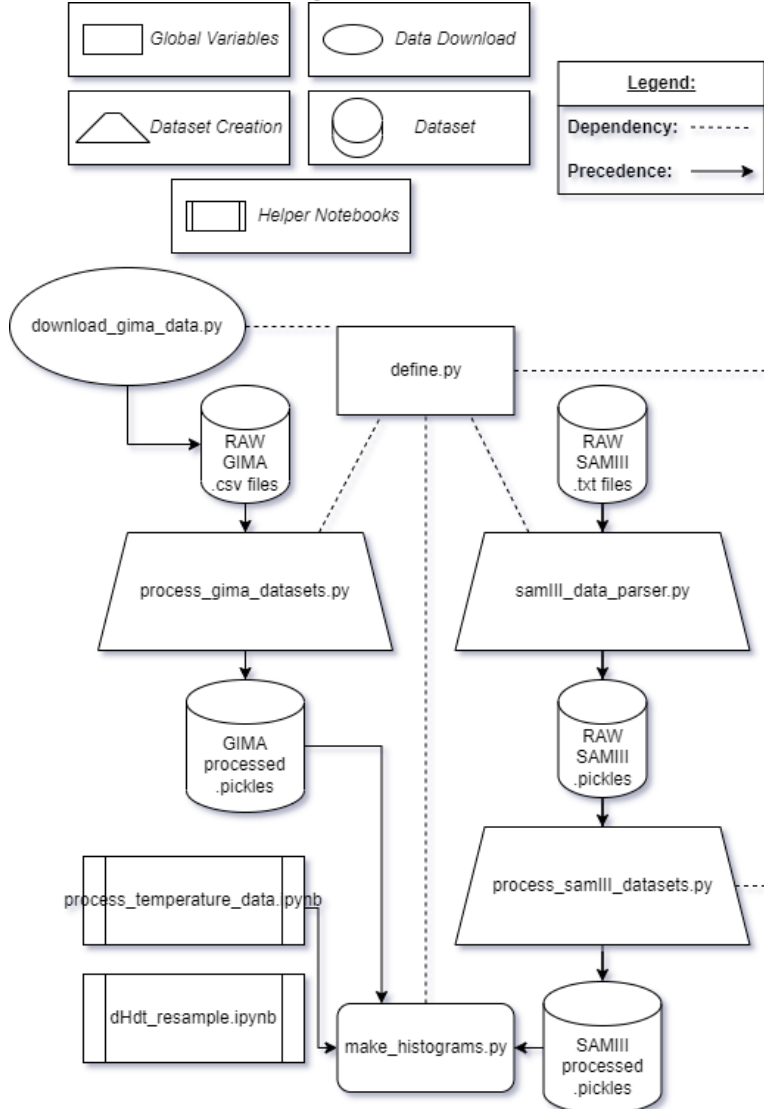 Global Variables
Data Download
Dataset Creation
Dataset
Helper Notebooks
Legend:
Dependency:
Precedence:
download_gima_data.py
define.py
RAW
GIMA
.csv files
RAW
SAMIII
.txt files
process_gima_datasets.py
samIII_data_parser.py
GIMA
processed
.pickles
RAW
SAMIII
.pickles
process_temperature_data.ipynb
process_samIII_datasets.py
dHdt_resample.ipynb
make_histograms.py
SAMIII
processed
.pickles